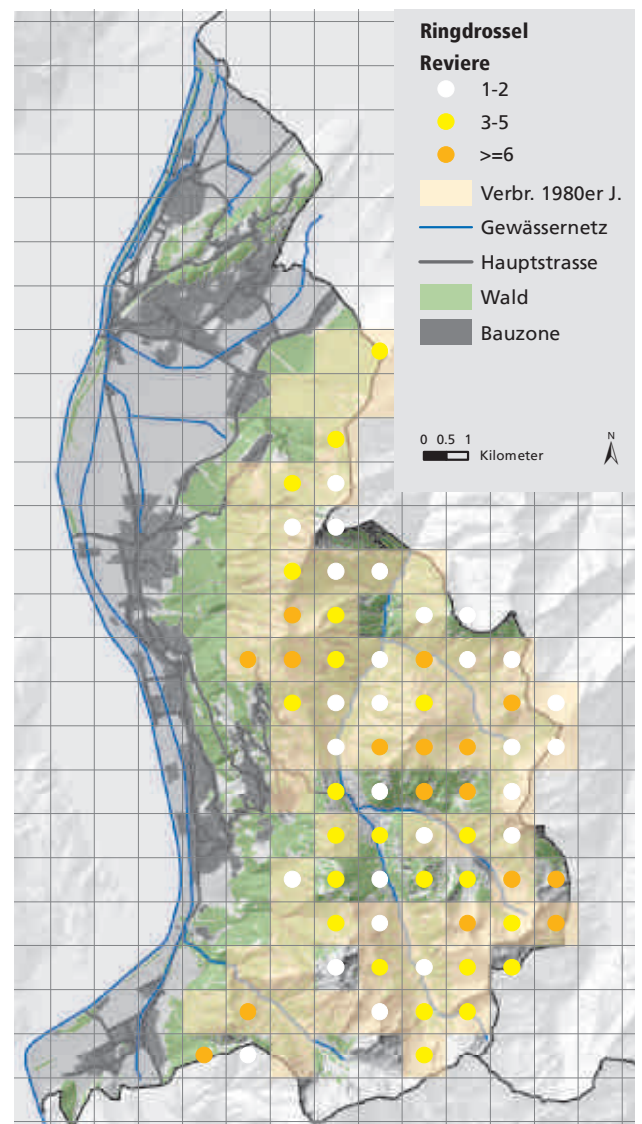 Ringdrossel
Reviere
1-2
3-5
>=6
Verbr. 1980er J.
Gewässernetz
Hauptstrasse
Wald
Bauzone
0 0.5 1
Kilometer
N